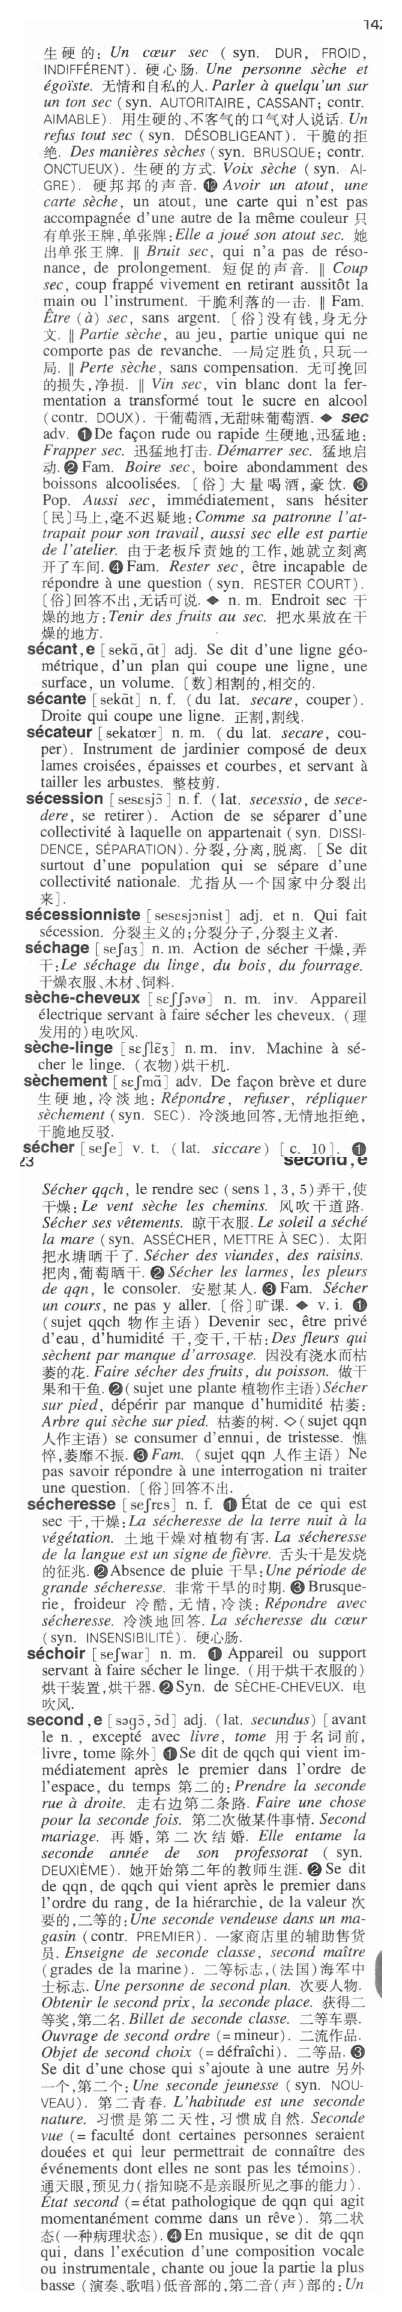 142
生硬的: Un cœur sec (syn. DUR, FROID,
INDIFFÉRENT). 硬心肠. Une personne sèche et
égoïste. 无情和自私的人. Parler à quelqu'un sur
un ton sec (syn. AUTORITAIRE, CASSANT; contr.
AIMABLE). 用生硬的、不客气的口气对人说话. Un
refus tout sec (syn. DÉSOBLIGEANT). 干脆的拒
绝. Des manières sèches (syn. BRUSQUE; contr.
ONCTUEUX). 生硬的方式. Voix sèche (syn. AI-
GRE). 硬邦邦的声音. ⓬ Avoir un atout, une
carte sèche, un atout, une carte qui n'est pas
accompagnée d'une autre de la même couleur 只
有单张王牌,单张牌: Elle a joué son atout sec. 她
出单张王牌. ‖ Bruit sec, qui n'a pas de réso-
nance, de prolongement. 短促的声音. ‖ Coup
sec, coup frappé vivement en retirant aussitôt la
main ou l'instrument. 干脆利落的一击. ‖ Fam.
Être (à) sec, sans argent. 〔俗〕没有钱,身无分
文. ‖ Partie sèche, au jeu, partie unique qui ne
comporte pas de revanche. 一局定胜负,只玩一
局. ‖ Perte sèche, sans compensation. 无可挽回
的损失,净损. ‖ Vin sec, vin blanc dont la fer-
mentation a transformé tout le sucre en alcool
(contr. DOUX). 干葡萄酒,无甜味葡萄酒. ◆ sec
adv. ❶ De façon rude ou rapide 生硬地,迅猛地:
Frapper sec. 迅猛地打击. Démarrer sec. 猛地启
动. ❷ Fam. Boire sec, boire abondamment des
boissons alcoolisées. 〔俗〕大量喝酒,豪饮. ❸
Pop. Aussi sec, immédiatement, sans hésiter
〔民〕马上,毫不迟疑地: Comme sa patronne l'at-
trapait pour son travail, aussi sec elle est partie
de l'atelier. 由于老板斥责她的工作,她就立刻离
开了车间. ❹ Fam. Rester sec, être incapable de
répondre à une question (syn. RESTER COURT).
〔俗〕回答不出,无话可说. ◆ n. m. Endroit sec 干
燥的地方: Tenir des fruits au sec. 把水果放在干
燥的地方.
sécant, e [sekɑ̃, ɑ̃t] adj. Se dit d'une ligne géo-
métrique, d'un plan qui coupe une ligne, une
surface, un volume. 〔数〕相割的,相交的.
sécante [sekɑ̃t] n. f. (du lat. secare, couper).
Droite qui coupe une ligne. 正割,割线.
sécateur [sekatœr] n. m. (du lat. secare, cou-
per). Instrument de jardinier composé de deux
lames croisées, épaisses et courbes, et servant à
tailler les arbustes. 整枝剪.
sécession [sesɛsjɔ̃] n. f. (lat. secessio, de sece-
dere, se retirer). Action de se séparer d'une
collectivité à laquelle on appartenait (syn. DISSI-
DENCE, SÉPARATION). 分裂,分离,脱离. [Se dit
surtout d'une population qui se sépare d'une
collectivité nationale. 尤指从一个国家中分裂出
来].
sécessionniste [sesɛsjɔnist] adj. et n. Qui fait
sécession. 分裂主义的;分裂分子,分裂主义者.
séchage [seʃaʒ] n. m. Action de sécher 干燥,弄
干: Le séchage du linge, du bois, du fourrage.
干燥衣服、木材、饲料.
sèche-cheveux [sɛʃʃəvø] n. m. inv. Appareil
électrique servant à faire sécher les cheveux. (理
发用的)电吹风.
sèche-linge [sɛʃlɛ̃ʒ] n. m. inv. Machine à sé-
cher le linge. (衣物)烘干机.
sèchement [sɛʃmɑ̃] adv. De façon brève et dure
生硬地,冷淡地: Répondre, refuser, répliquer
sèchement (syn. SEC). 冷淡地回答,无情地拒绝,
干脆地反驳.
sécher [seʃe] v. t. (lat. siccare) [c. 10]. ❶
23 second, e
Sécher qqch, le rendre sec (sens 1, 3, 5) 弄干,使
干燥: Le vent sèche les chemins. 风吹干道路.
Sécher ses vêtements. 晾干衣服. Le soleil a séché
la mare (syn. ASSÉCHER, METTRE À SEC). 太阳
把水塘晒干了. Sécher des viandes, des raisins.
把肉,葡萄晒干. ❷ Sécher les larmes, les pleurs
de qqn, le consoler. 安慰某人. ❸ Fam. Sécher
un cours, ne pas y aller. 〔俗〕旷课. ◆ v. i. ❶
(sujet qqch 物作主语) Devenir sec, être privé
d'eau, d'humidité 干,变干,干枯: Des fleurs qui
sèchent par manque d'arrosage. 因没有浇水而枯
萎的花. Faire sécher des fruits, du poisson. 做干
果和干鱼. ❷ (sujet une plante 植物作主语) Sécher
sur pied, dépérir par manque d'humidité 枯萎:
Arbre qui sèche sur pied. 枯萎的树. ◇ (sujet qqn
人作主语) se consumer d'ennui, de tristesse. 憔
悴,萎靡不振. ❸ Fam. (sujet qqn 人作主语) Ne
pas savoir répondre à une interrogation ni traiter
une question. 〔俗〕回答不出.
sécheresse [seʃrɛs] n. f. ❶ État de ce qui est
sec 干,干燥: La sécheresse de la terre nuit à la
végétation. 土地干燥对植物有害. La sécheresse
de la langue est un signe de fièvre. 舌头干是发烧
的征兆. ❷ Absence de pluie 干旱: Une période de
grande sécheresse. 非常干旱的时期. ❸ Brusque-
rie, froideur 冷酷,无情,冷淡: Répondre avec
sécheresse. 冷淡地回答. La sécheresse du cœur
(syn. INSENSIBILITÉ). 硬心肠.
séchoir [seʃwar] n. m. ❶ Appareil ou support
servant à faire sécher le linge. (用于烘干衣服的)
烘干装置,烘干器. ❷ Syn. de SÈCHE-CHEVEUX. 电
吹风.
second, e [səgɔ̃, ɔ̃d] adj. (lat. secundus) [avant
le n., excepté avec livre, tome 用于名词前,
livre, tome 除外] ❶ Se dit de qqch qui vient im-
médiatement après le premier dans l'ordre de
l'espace, du temps 第二的: Prendre la seconde
rue à droite. 走右边第二条路. Faire une chose
pour la seconde fois. 第二次做某件事情. Second
mariage. 再婚,第二次结婚. Elle entame la
seconde année de son professorat (syn.
DEUXIÈME). 她开始第二年的教师生涯. ❷ Se dit
de qqn, de qqch qui vient après le premier dans
l'ordre du rang, de la hiérarchie, de la valeur 次
要的,二等的: Une seconde vendeuse dans un ma-
gasin (contr. PREMIER). 一家商店里的辅助售货
员. Enseigne de seconde classe, second maître
(grades de la marine). 二等标志,(法国)海军中
士标志. Une personne de second plan. 次要人物.
Obtenir le second prix, la seconde place. 获得二
等奖,第二名. Billet de seconde classe. 二等车票.
Ouvrage de second ordre (= mineur). 二流作品.
Objet de second choix (= défraîchi). 二等品. ❸
Se dit d'une chose qui s'ajoute à une autre 另外
一个,第二个: Une seconde jeunesse (syn. NOU-
VEAU). 第二青春. L'habitude est une seconde
nature. 习惯是第二天性,习惯成自然. Seconde
vue (= faculté dont certaines personnes seraient
douées et qui leur permettrait de connaître des
événements dont elles ne sont pas les témoins).
通天眼,预见力(指知晓不是亲眼所见之事的能力).
État second (= état pathologique de qqn qui agit
momentanément comme dans un rêve). 第二状
态(一种病理状态). ❹ En musique, se dit de qqn
qui, dans l'exécution d'une composition vocale
ou instrumentale, chante ou joue la partie la plus
basse (演奏、歌唱)低音部的,第二音(声)部的: Un